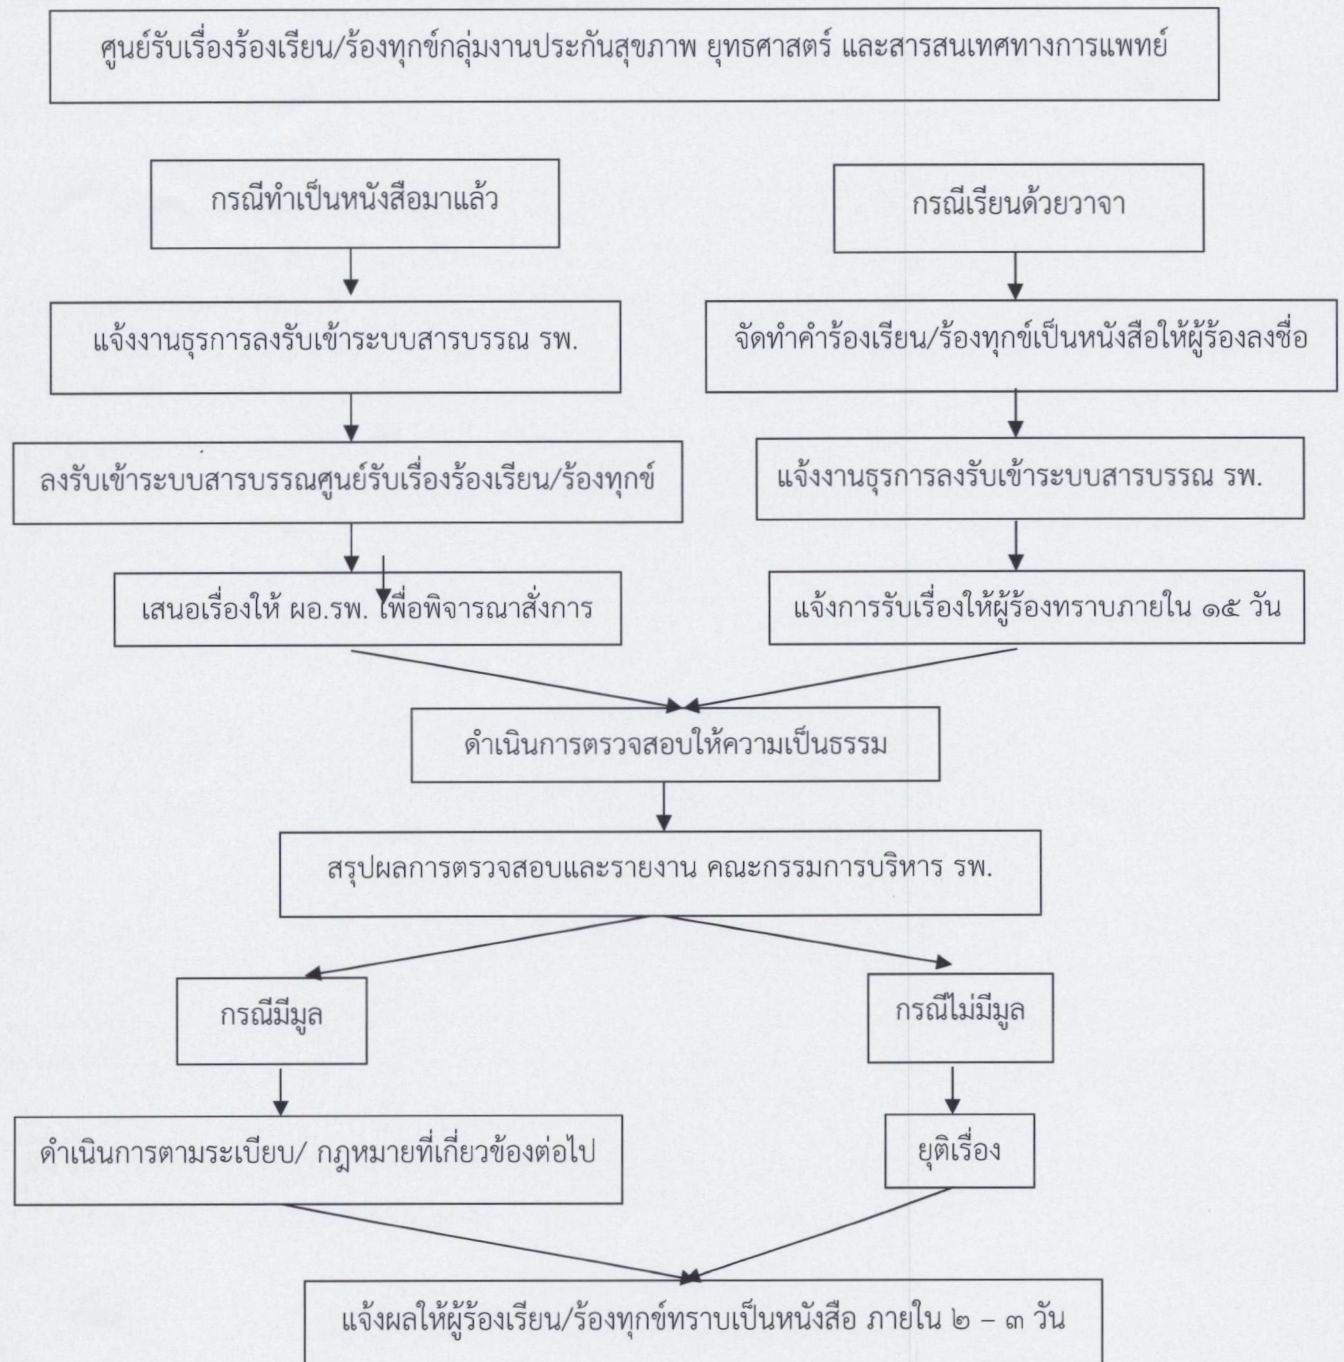 ศูนย์รับเรื่องร้องเรียน/ร้องทุกข์กลุ่มงานประกันสุขภาพ ยุทธศาสตร์ และสารสนเทศทางการแพทย์
กรณีทำเป็นหนังสือมาแล้ว
แจ้งงานธุรการลงรับเข้าระบบสารบรรณ รพ.
ลงรับเข้าระบบสารบรรณศูนย์รับเรื่องร้องเรียน/ร้องทุกข์
เสนอเรื่องให้ ผอ.รพ. เพื่อพิจารณาสั่งการ
กรณีเรียนด้วยวาจา
จัดทำคำร้องเรียน/ร้องทุกข์เป็นหนังสือให้ผู้ร้องลงชื่อ
แจ้งงานธุรการลงรับเข้าระบบสารบรรณ รพ.
แจ้งการรับเรื่องให้ผู้ร้องทราบภายใน ๑๕ วัน
ดำเนินการตรวจสอบให้ความเป็นธรรม
สรุปผลการตรวจสอบและรายงาน คณะกรรมการบริหาร รพ.
กรณีมีมูล
ดำเนินการตามระเบียบ/ กฎหมายที่เกี่ยวข้องต่อไป
กรณีไม่มีมูล
ยุติเรื่อง
แจ้งผลให้ผู้ร้องเรียน/ร้องทุกข์ทราบเป็นหนังสือ ภายใน ๒ – ๓ วัน